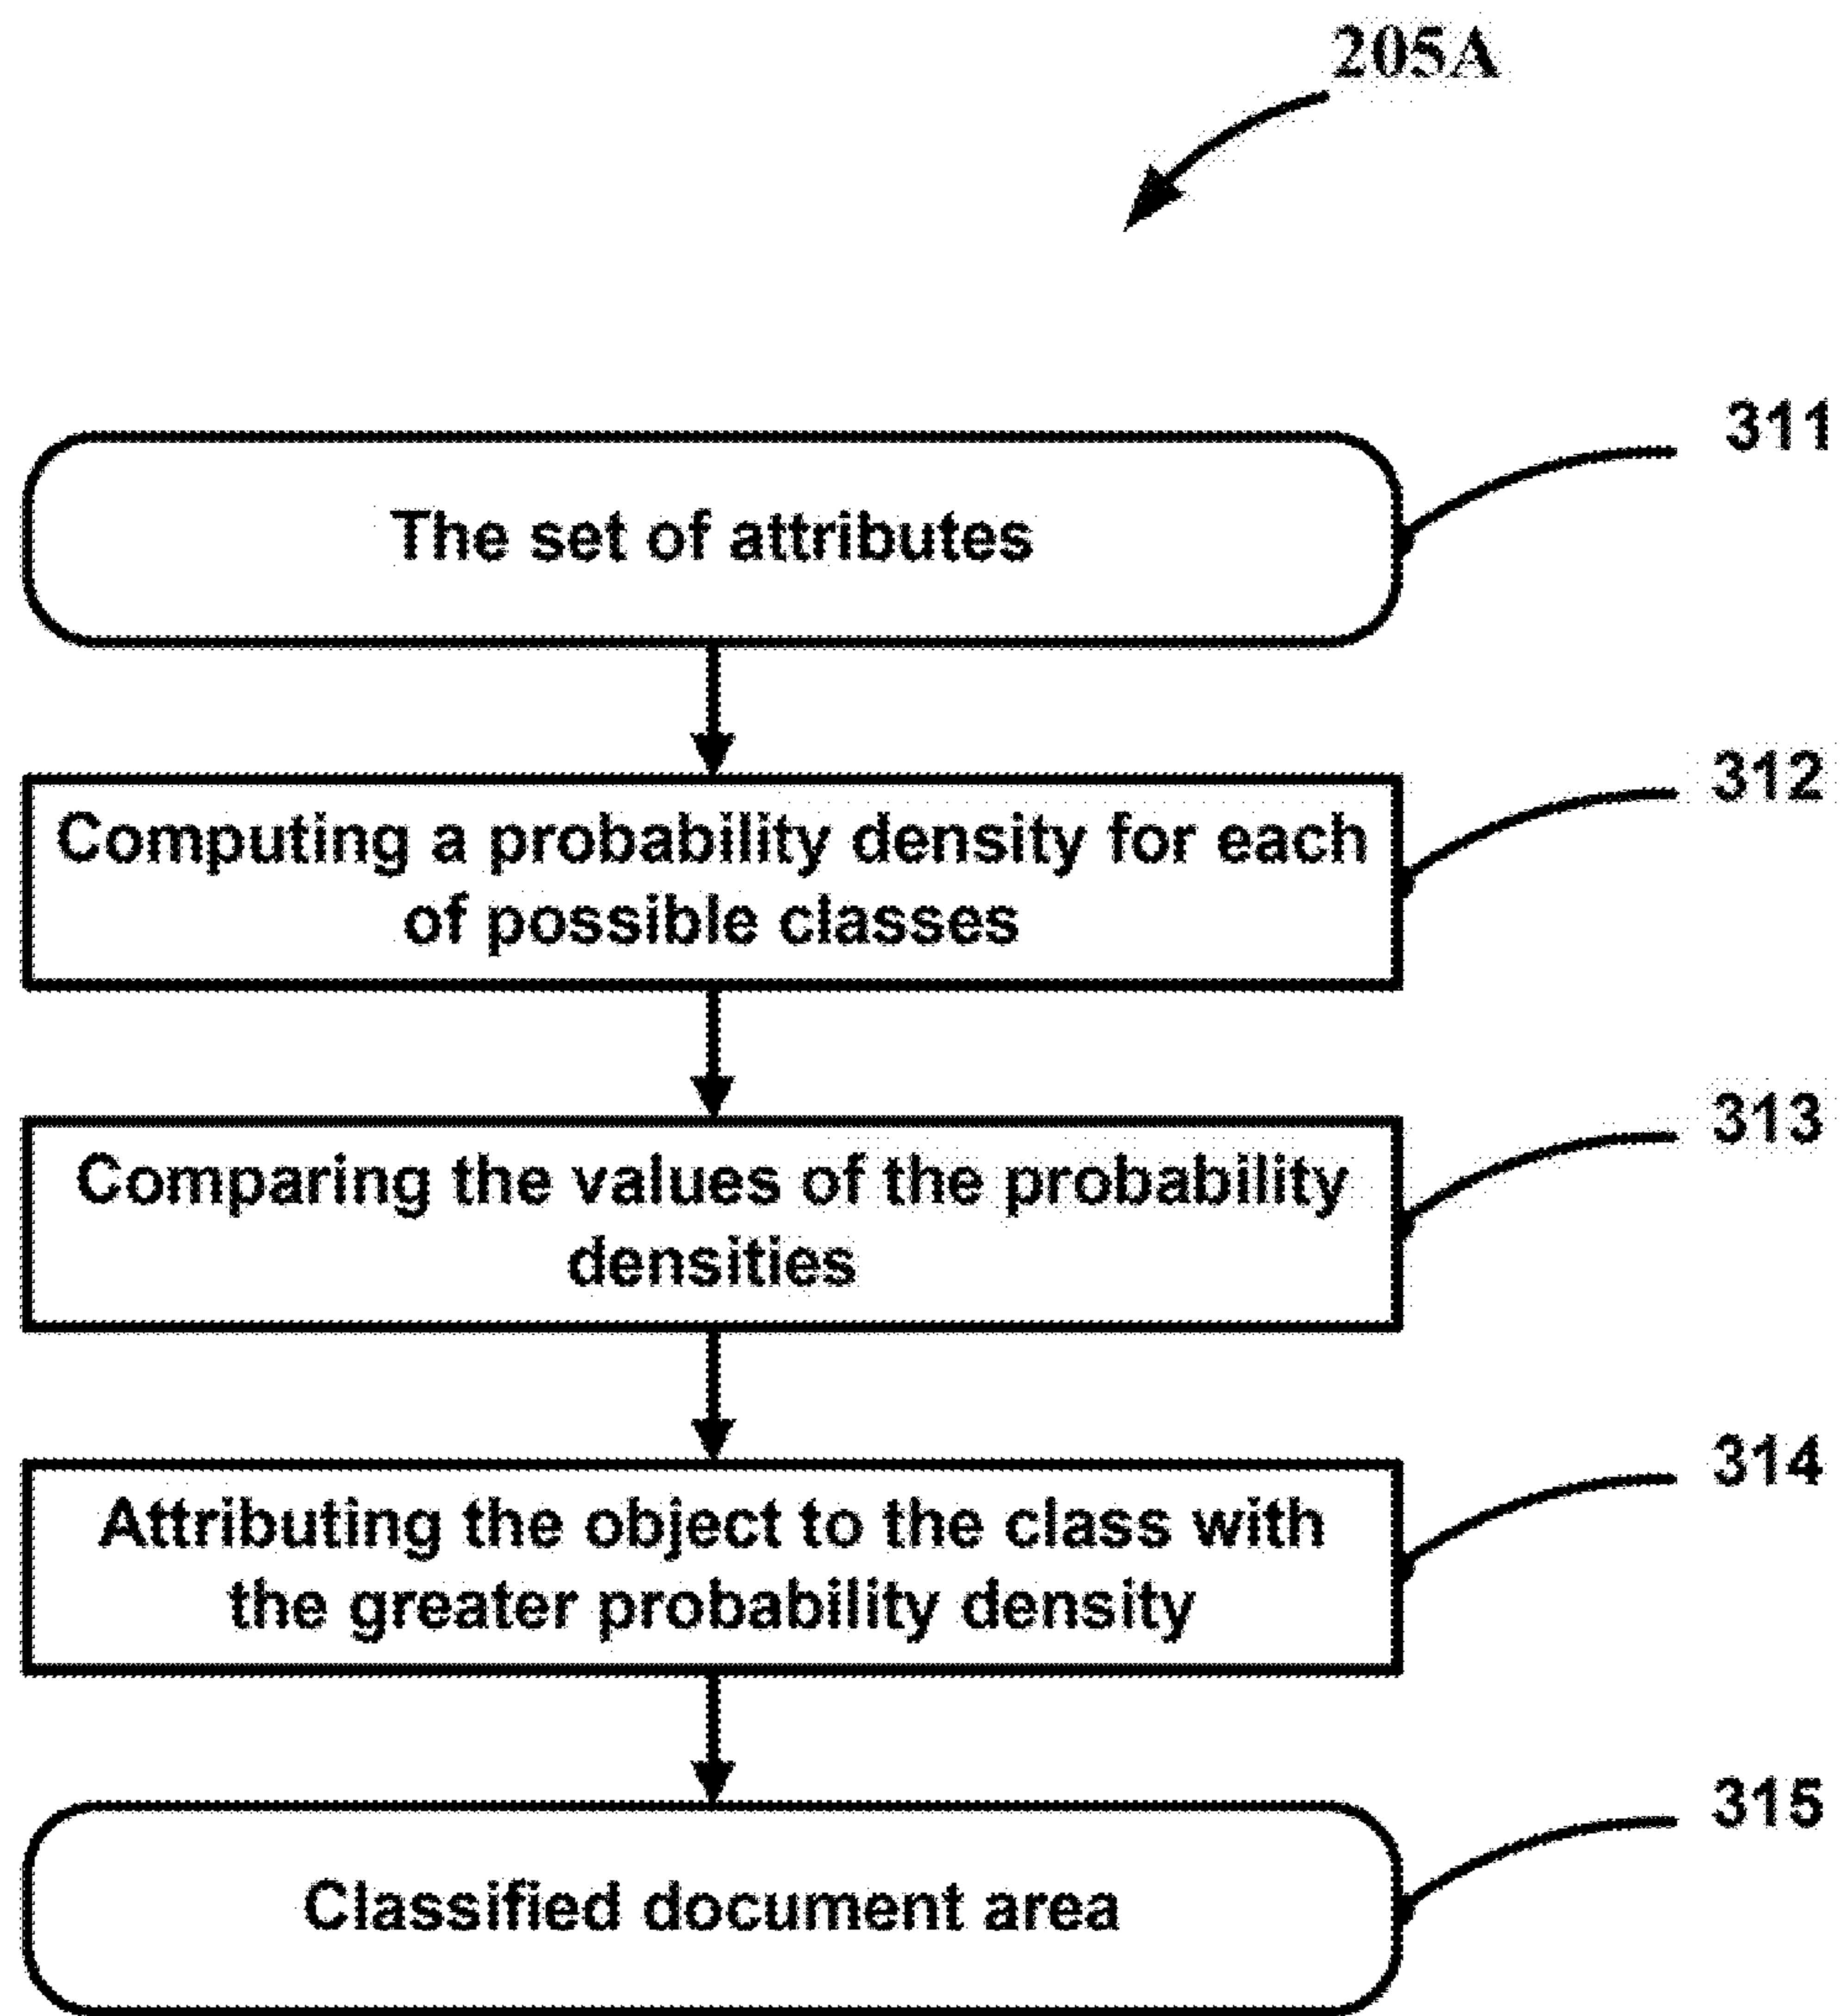 205A
311
The set of attributes
312
Computing a probability density for each
of possible classes
313
Comparing the values of the probability
densities
314
Attributing the object to the class with
the greater probability density
315
Classified document area